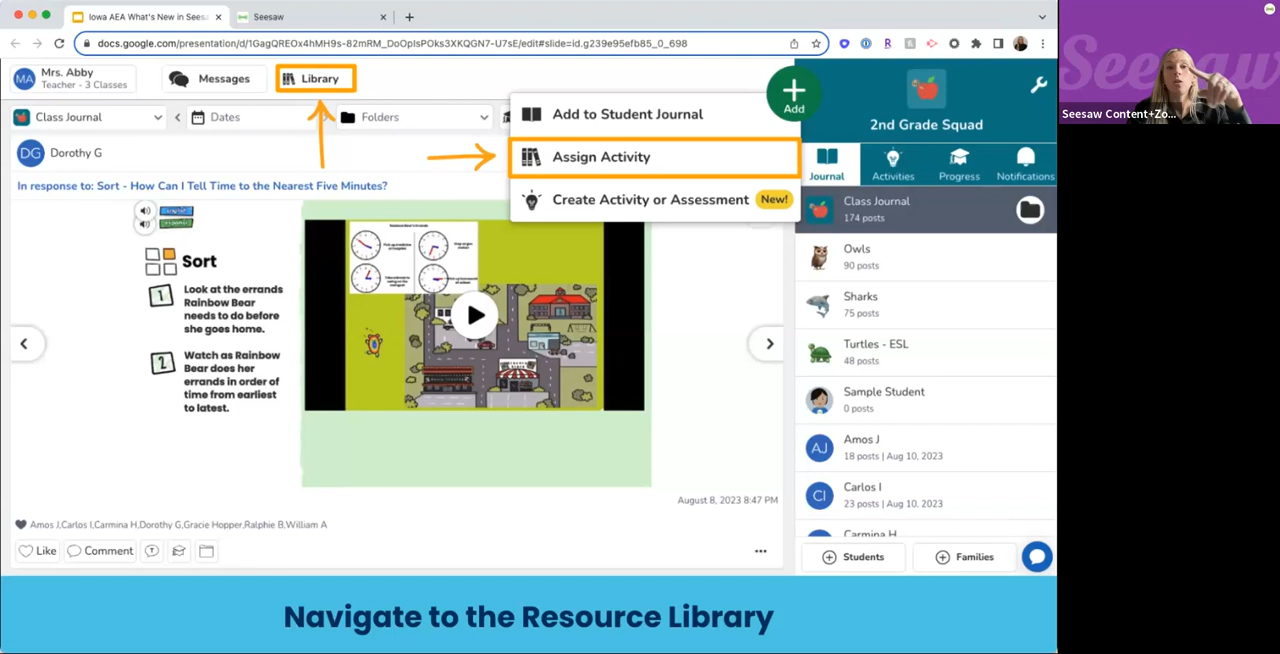 Iowa AEA What's New in Sees
Seesaw
docs.google.com/presentation/d/1GagQREOx4hMH9s-82mRM_DoOpIsPOks3XKQGN7-U7sE/edit#slide=id.g239e95efb85_0_698
MA
Mrs. Abby
Teacher - 3 Classes
Messages
Library
Add
Class Journal
Dates
Folders
Add to Student Journal
Assign Activity
Create Activity or Assessment
New!
DG
Dorothy G
In response to: Sort - How Can I Tell Time to the Nearest Five Minutes?
Sort
1
Look at the errands
Rainbow Bear
needs to do before
she goes home.
2
Watch as Rainbow
Bear does her
errands in order of
time from earliest
to latest.
August 8, 2023 8:47 PM
Amos J,Carlos I,Carmina H,Dorothy G,Gracie Hopper,Ralphie B,William A
Like
Comment
2nd Grade Squad
Journal
Activities
Progress
Notifications
Class Journal
174 posts
Owls
90 posts
Sharks
75 posts
Turtles - ESL
48 posts
Sample Student
0 posts
AJ
Amos J
18 posts | Aug 10, 2023
CI
Carlos I
23 posts | Aug 10, 2023
Carmina H
Students
Families
Navigate to the Resource Library
Seesaw
Seesaw Content+Zo...